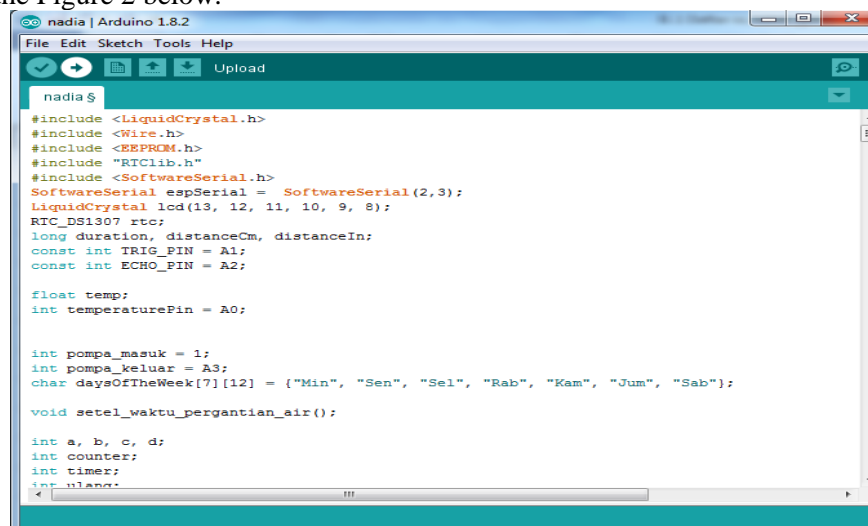 the Figure 2 below.
nadia | Arduino 1.8.2
File Edit Sketch Tools Help
Upload
nadia §
#include <LiquidCrystal.h>
#include <Wire.h>
#include <EEPROM.h>
#include "RTClib.h"
#include <SoftwareSerial.h>
SoftwareSerial espSerial =  SoftwareSerial(2,3);
LiquidCrystal lcd(13, 12, 11, 10, 9, 8);
RTC_DS1307 rtc;
long duration, distanceCm, distanceIn;
const int TRIG_PIN = A1;
const int ECHO_PIN = A2;
float temp;
int temperaturePin = A0;
int pompa_masuk = 1;
int pompa_keluar = A3;
char daysOfTheWeek[7][12] = {"Min", "Sen", "Sel", "Rab", "Kam", "Jum", "Sab"};
void setel_waktu_pergantian_air();
int a, b, c, d;
int counter;
int timer;
int ulang;